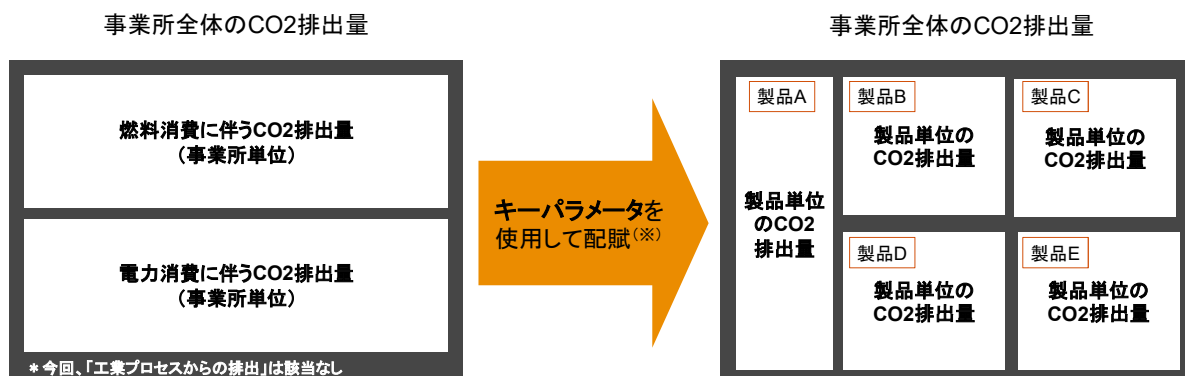 事業所全体のCO2排出量
燃料消費に伴うCO2排出量
（事業所単位）
電力消費に伴うCO2排出量
（事業所単位）
＊今回、「工業プロセスからの排出」は該当なし
キーパラメータを
使用して配賦(※)
事業所全体のCO2排出量
製品A
製品単位
のCO2
排出量
製品B
製品単位の
CO2排出量
製品C
製品単位の
CO2排出量
製品D
製品単位の
CO2排出量
製品E
製品単位の
CO2排出量